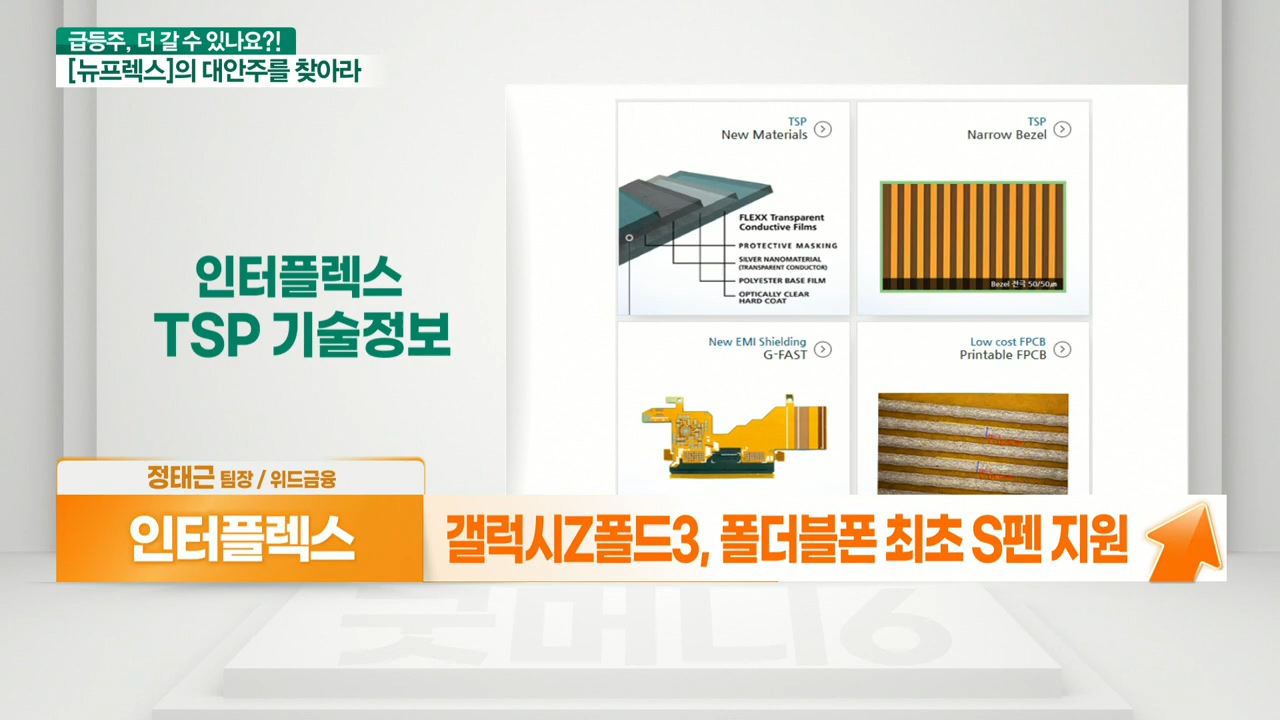 급등주, 더 갈 수 있나요?!
[뉴프렉스]의 대안주를 찾아라
인터플렉스
TSP 기술정보
TSP
New Materials
FLEXX Transparent
Conductive Films
PROTECTIVE MASKING
SILVER NANOMATERIAL
(TRANSPARENT CONDUCTOR)
POLYESTER BASE FILM
OPTICALLY CLEAR
HARD COAT
TSP
Narrow Bezel
Bezel 전극 50/50㎛
New EMI Shielding
G-FAST
Low cost FPCB
Printable FPCB
정태근 팀장 / 위드금융
인터플렉스
갤럭시Z폴드3, 폴더블폰 최초 S펜 지원
굿머니6